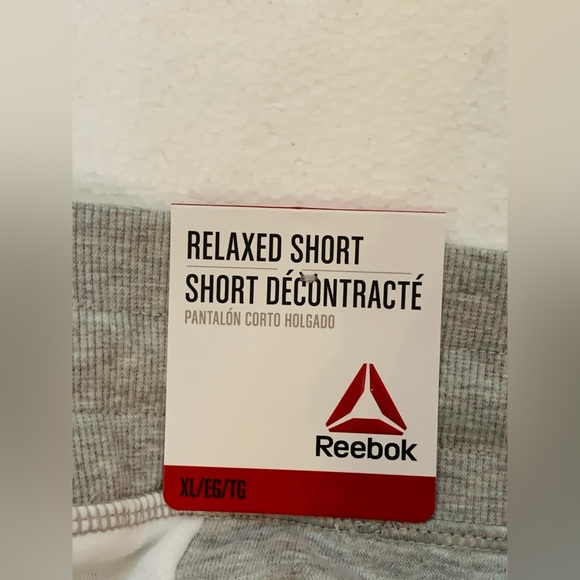 RELAXED SHORT
SHORT DÉCONTRACTÉ
PANTALÓN CORTO HOLGADO
Reebok
XL/EG/TG